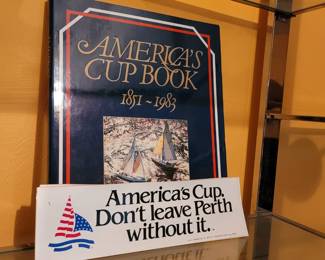 AMERICA'S
CUP BOOK
1851~1983
America's Cup.
Don't leave Perth
without it.